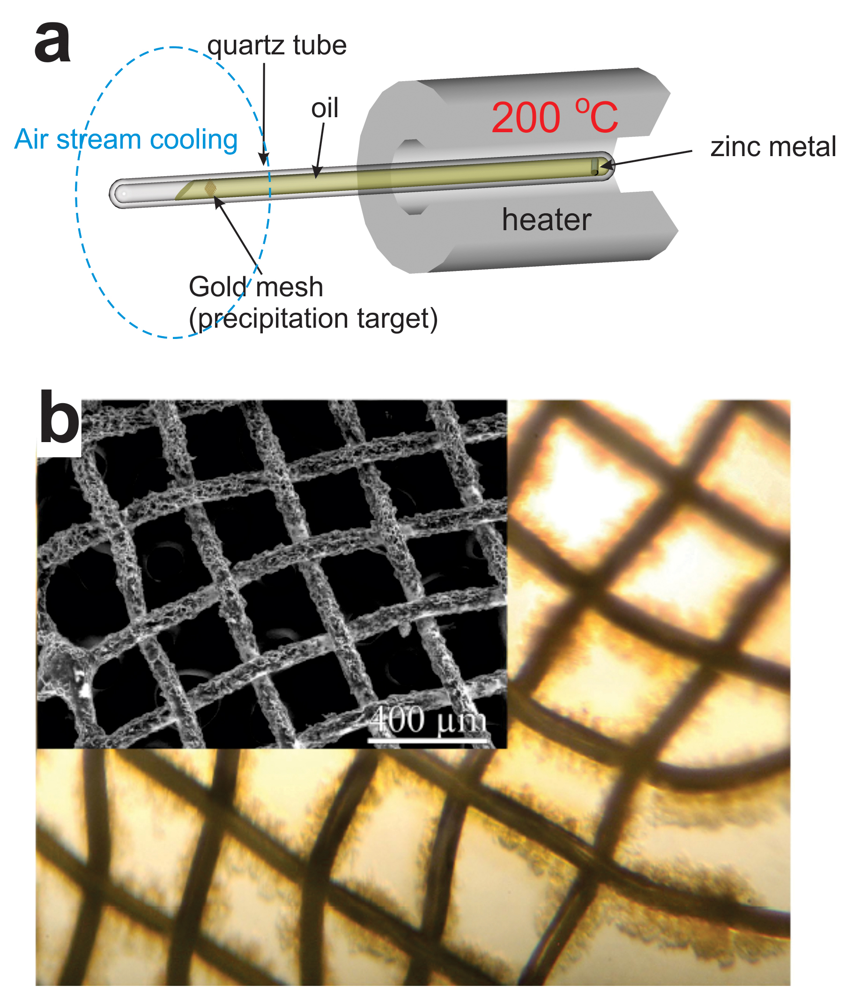 a
quartz tube
oil
200 °C
Air stream cooling
zinc metal
heater
Gold mesh
(precipitation target)
b
400 µm